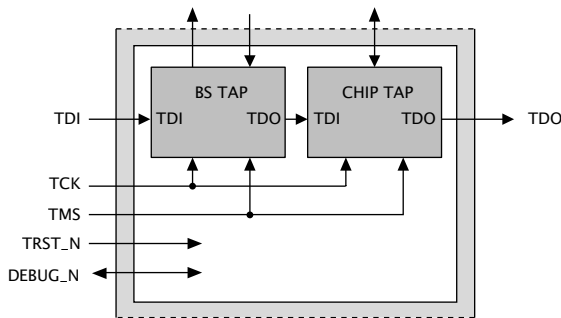 BS TAP
CHIP TAP
TDI
TDI
TDO
TDI
TDO
TDO
TCK
TMS
TRST_N
DEBUG_N